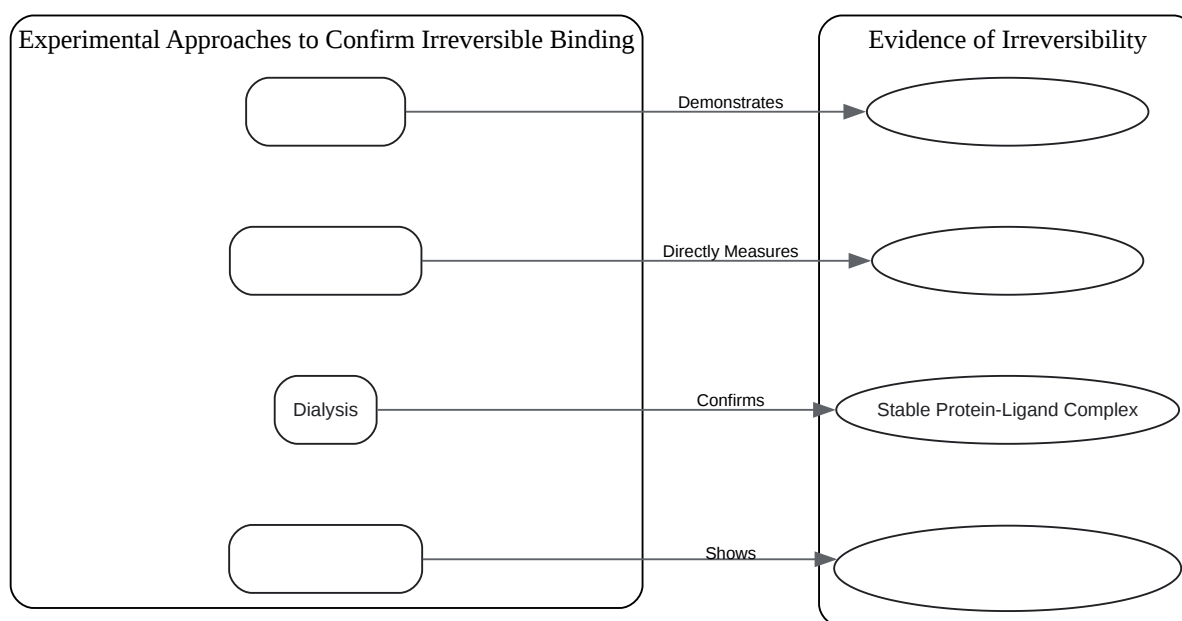 Experimental Approaches to Confirm Irreversible Binding
Evidence of Irreversibility
Demonstrates
Directly Measures
Dialysis
Confirms
Stable Protein-Ligand Complex
Shows